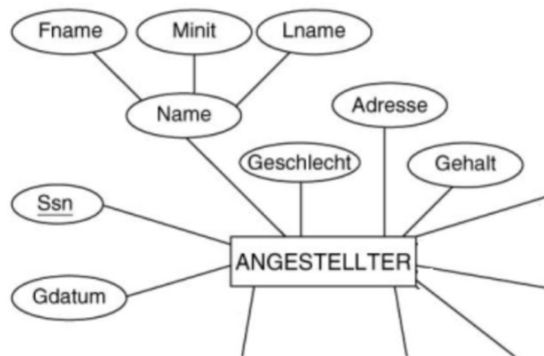 Fname
Minit
Lname
Name
Adresse
Geschlecht
Gehalt
Ssn
ANGESTELLTER
Gdatum